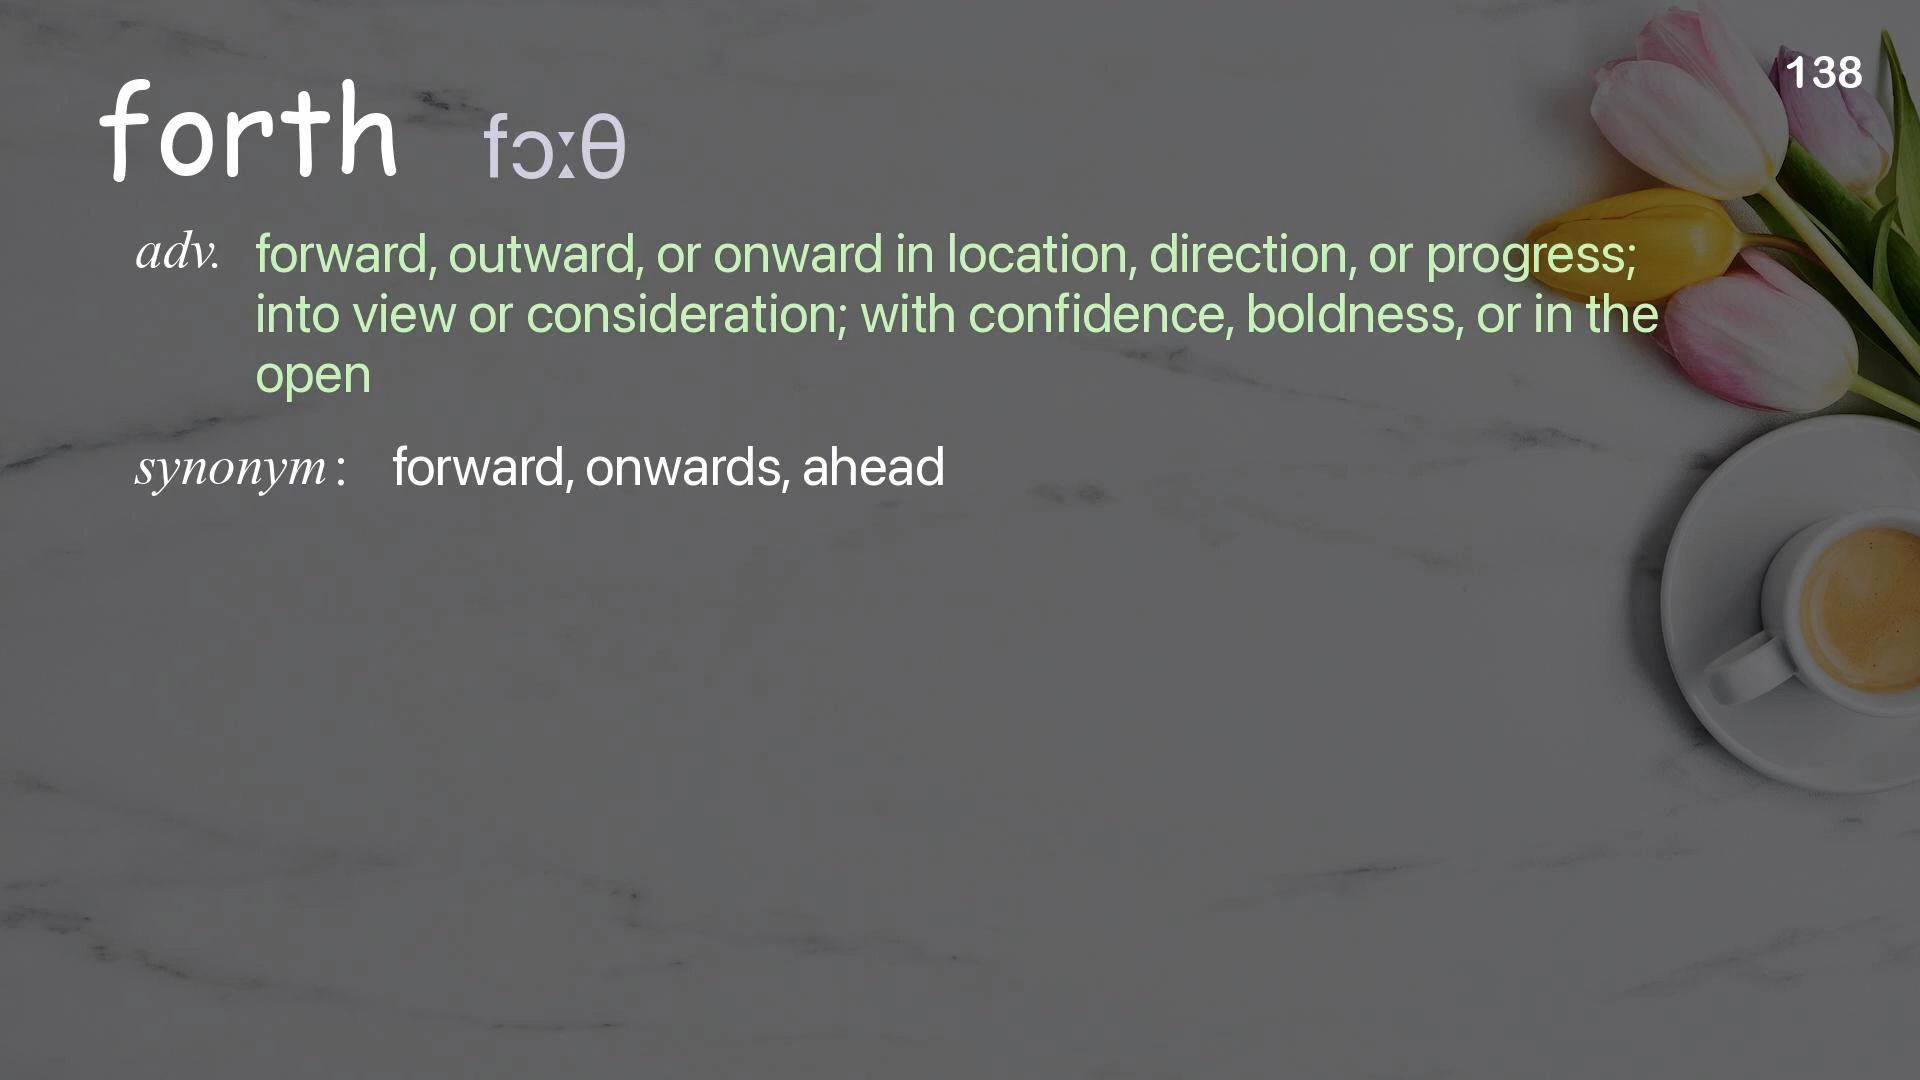 138
forth fɔːθ
adv. forward, outward, or onward in location, direction, or progress;
into view or consideration; with confidence, boldness, or in the
open
synonym: forward, onwards, ahead